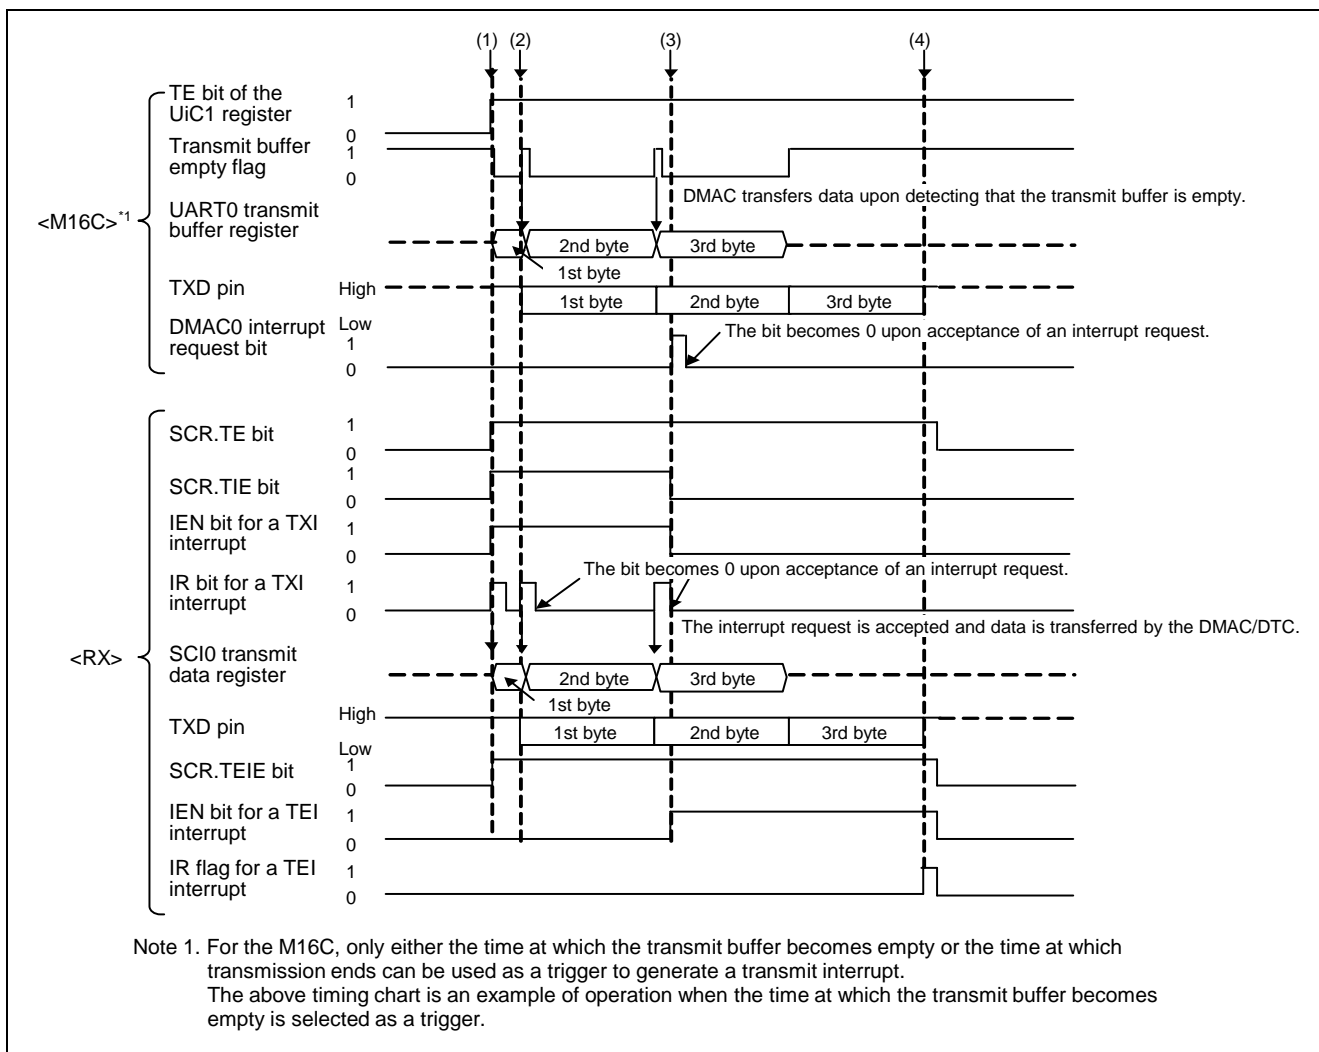 (1) (2) (3) (4)
TE bit of the
UiC1 register
1
0
Transmit buffer
empty flag
1
0
DMAC transfers data upon detecting that the transmit buffer is empty.
<M16C>*1
UART0 transmit
buffer register
2nd byte 3rd byte
1st byte
TXD pin
High
Low
1st byte 2nd byte 3rd byte
DMAC0 interrupt
request bit
1
0
The bit becomes 0 upon acceptance of an interrupt request.
SCR.TE bit
1
0
SCR.TIE bit
1
0
IEN bit for a TXI
interrupt
1
0
IR bit for a TXI
interrupt
1
0
The bit becomes 0 upon acceptance of an interrupt request.
The interrupt request is accepted and data is transferred by the DMAC/DTC.
<RX>
SCI0 transmit
data register
2nd byte 3rd byte
1st byte
TXD pin
High
Low
1st byte 2nd byte 3rd byte
SCR.TEIE bit
1
0
IEN bit for a TEI
interrupt
1
0
IR flag for a TEI
interrupt
1
0
Note 1. For the M16C, only either the time at which the transmit buffer becomes empty or the time at which
transmission ends can be used as a trigger to generate a transmit interrupt.
The above timing chart is an example of operation when the time at which the transmit buffer becomes
empty is selected as a trigger.